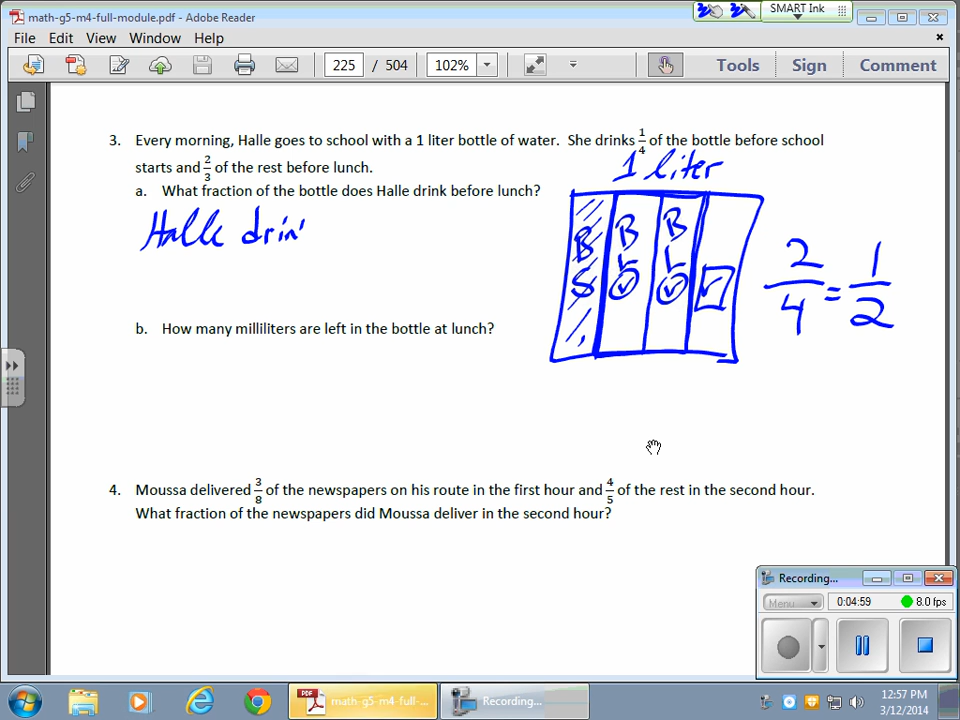 math-g5-m4-full-module.pdf - Adobe Reader
SMART Ink
File Edit View Window Help
225 / 504 102% Tools Sign Comment
3. Every morning, Halle goes to school with a 1 liter bottle of water. She drinks 1/4 of the bottle before school
starts and 2/3 of the rest before lunch.
1 liter
a. What fraction of the bottle does Halle drink before lunch?
Halle drin'
B S
B L
B L
2/4 = 1/2
b. How many milliliters are left in the bottle at lunch?
4. Moussa delivered 3/8 of the newspapers on his route in the first hour and 4/5 of the rest in the second hour.
What fraction of the newspapers did Moussa deliver in the second hour?
Recording...
Menu 0:04:59 8.0 fps
math-g5-m4-full-...
Recording...
12:57 PM
3/12/2014